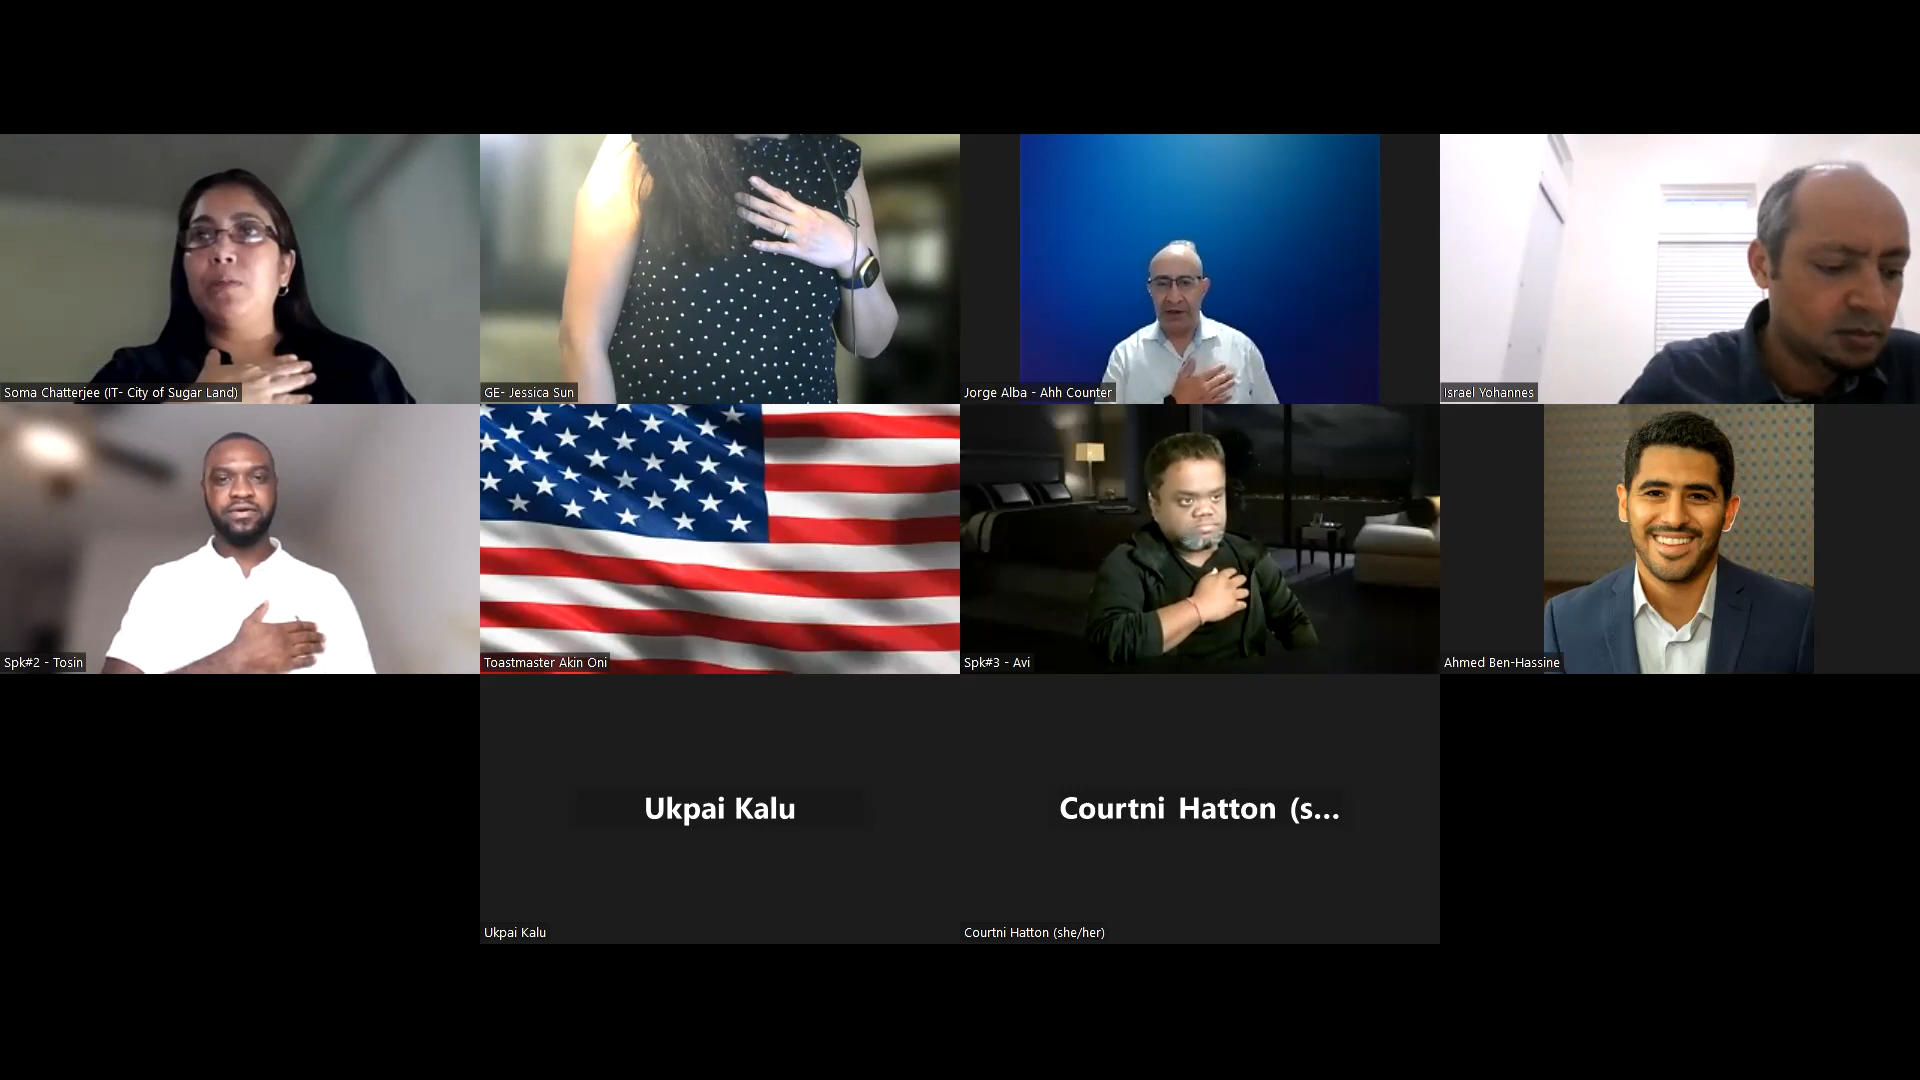 Soma Chatterjee (IT- City of Sugar Land)
GE- Jessica Sun
Jorge Alba - Ahh Counter
Israel Yohannes
Spk#2 - Tosin
Toastmaster Akin Oni
Spk#3 - Avi
Ahmed Ben-Hassine
Ukpai Kalu
Courtni Hatton (s...
Ukpai Kalu
Courtni Hatton (she/her)